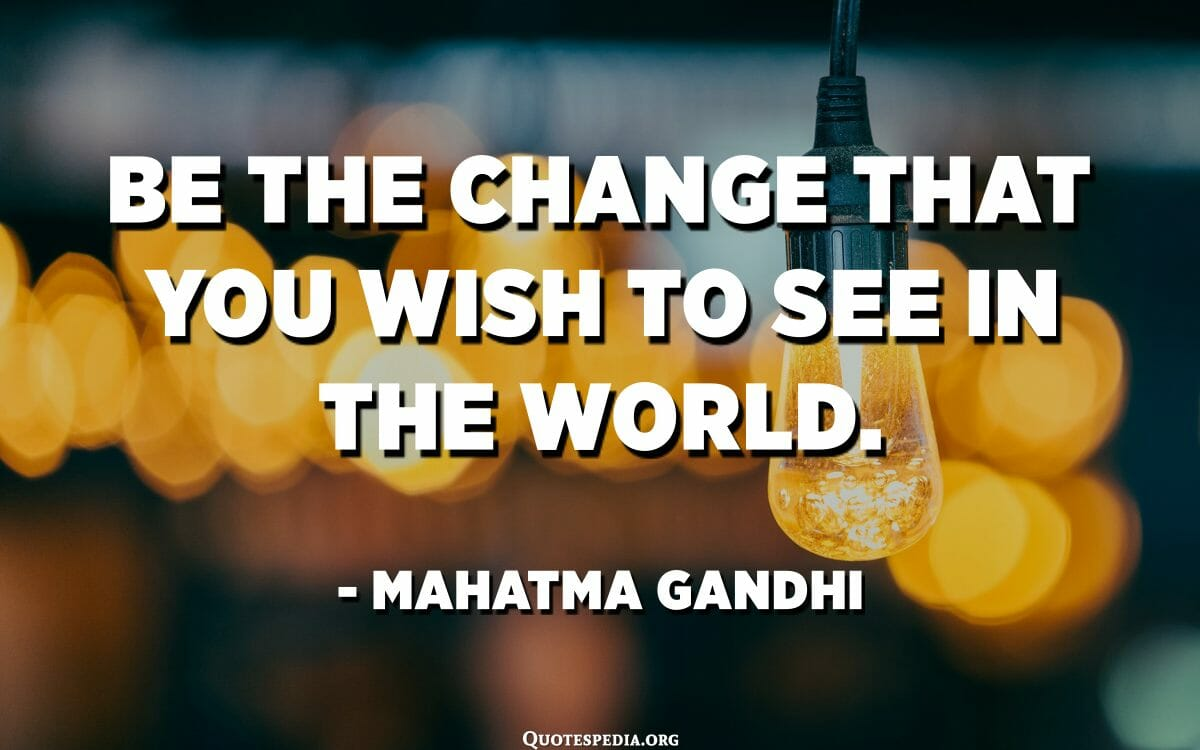 BE THE CHANGE THAT
YOU WISH TO SEE IN
THE WORLD.
- MAHATMA GANDHI
QUOTESPEDIA.ORG